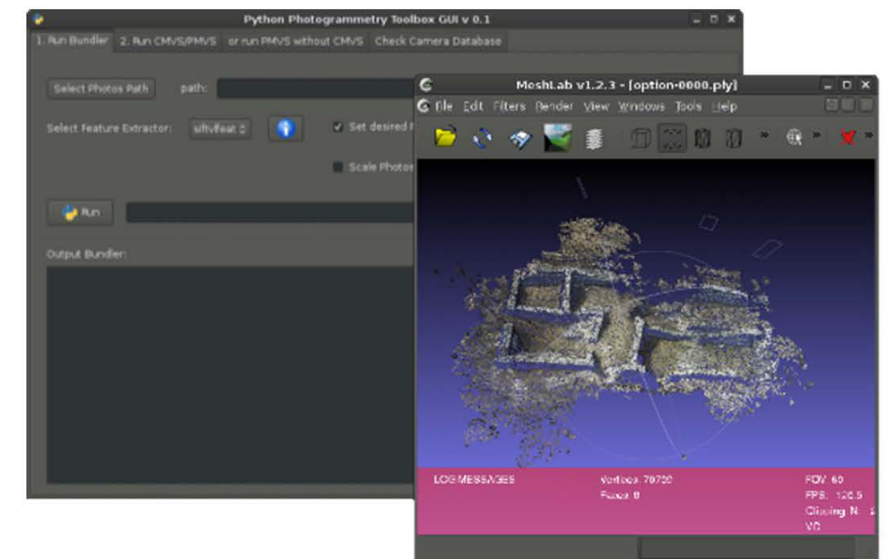 Python Photogrammetry Toolbox GUI v 0.1
1. Run Bundler 2. Run CMVS/PMVS or run PMVS without CMVS Check Camera Database
Select Photos Path path:
Select Feature Extractor: siftvlfeat Set desired
Scale Photos
Run
Output Bundler:
MeshLab v1.2.3 - [option-0000.ply]
File Edit Filters Render View Windows Tools Help
LOG MESSAGES
Vertices: 70700
Faces: 0
FOV: 60
FPS: 120.5
Clipping N: